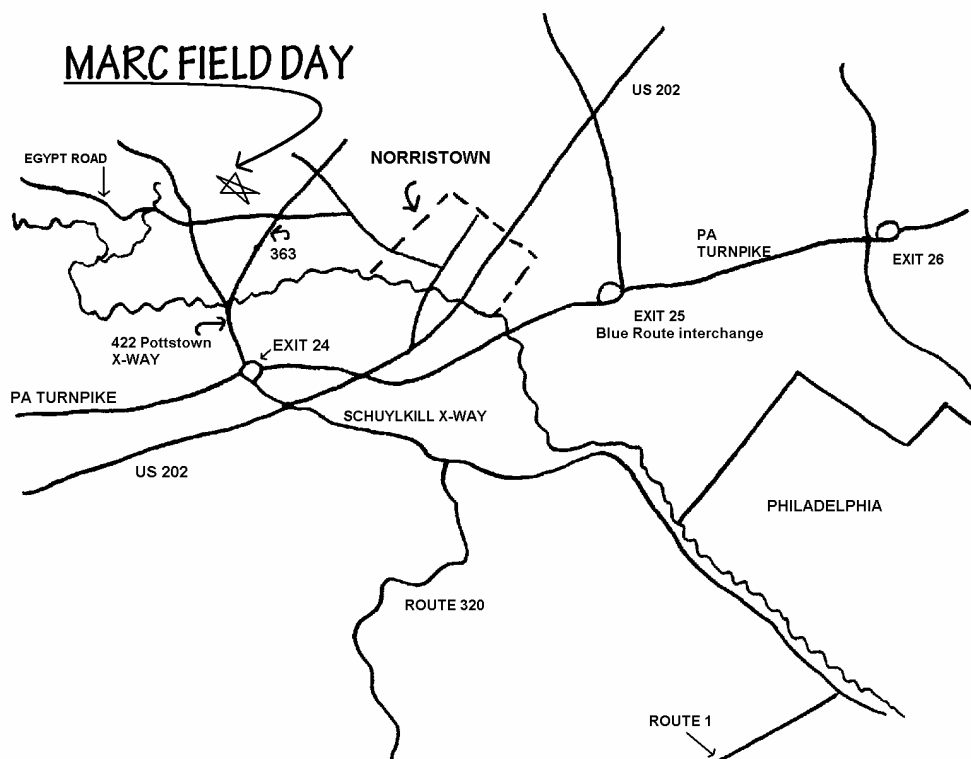 MARC FIELD DAY
US 202
EGYPT ROAD
NORRISTOWN
363
PA
TURNPIKE
EXIT 26
EXIT 25
Blue Route interchange
422 Pottstown
X-WAY
EXIT 24
PA TURNPIKE
SCHUYLKILL X-WAY
US 202
PHILADELPHIA
ROUTE 320
ROUTE 1